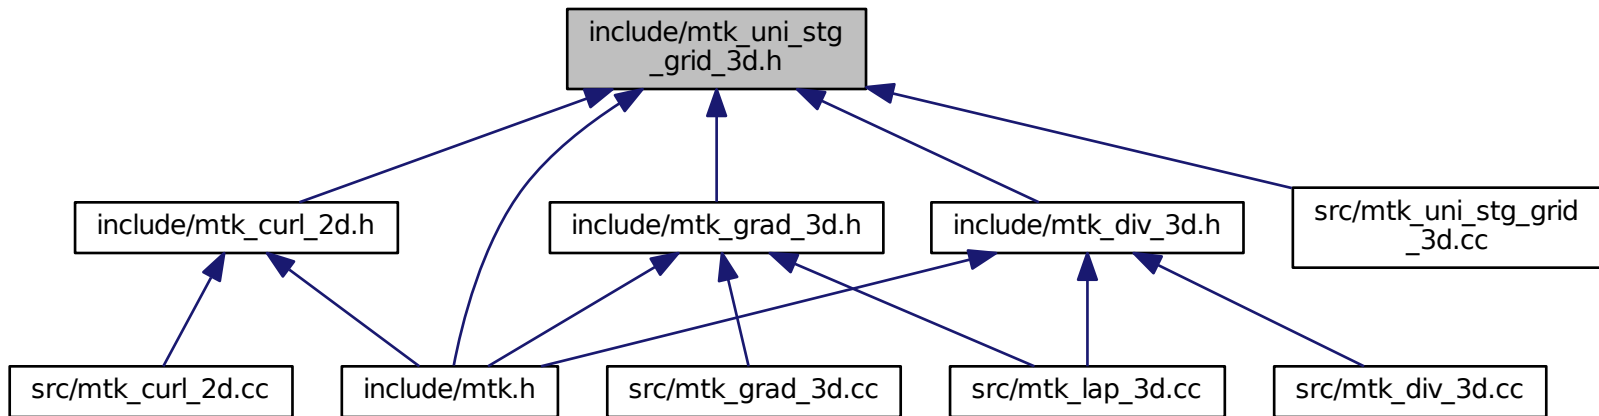 include/mtk_uni_stg
_grid_3d.h
include/mtk_curl_2d.h
include/mtk_grad_3d.h
include/mtk_div_3d.h
src/mtk_uni_stg_grid
_3d.cc
src/mtk_curl_2d.cc
include/mtk.h
src/mtk_grad_3d.cc
src/mtk_lap_3d.cc
src/mtk_div_3d.cc